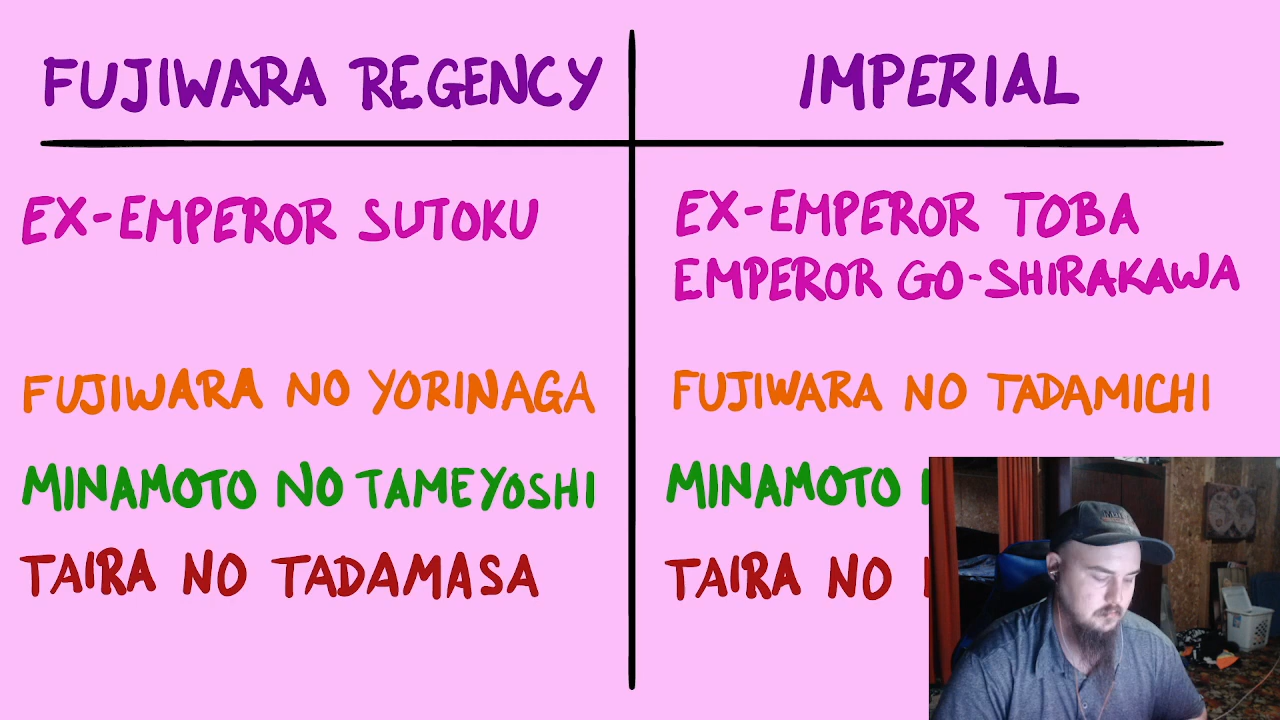 FUJIWARA REGENCY
IMPERIAL
EX-EMPEROR SUTOKU
EX-EMPEROR TOBA
EMPEROR GO-SHIRAKAWA
FUJIWARA NO YORINAGA
FUJIWARA NO TADAMICHI
MINAMOTO NO TAMEYOSHI
MINAMOTO
TAIRA NO TADAMASA
TAIRA NO